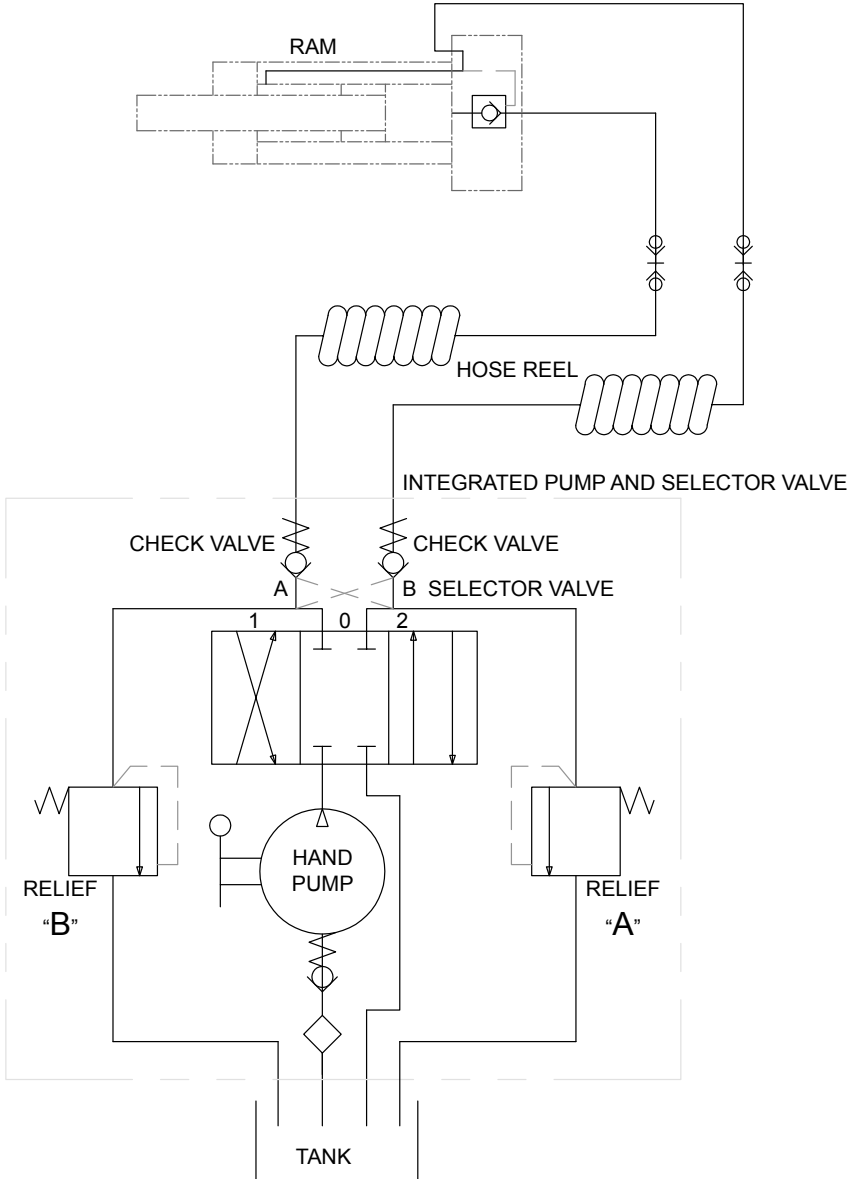 RAM
HOSE REEL
INTEGRATED PUMP AND SELECTOR VALVE
CHECK VALVE
CHECK VALVE
A
B SELECTOR VALVE
1
0
2
HAND
PUMP
RELIEF
“B”
RELIEF
“A”
TANK